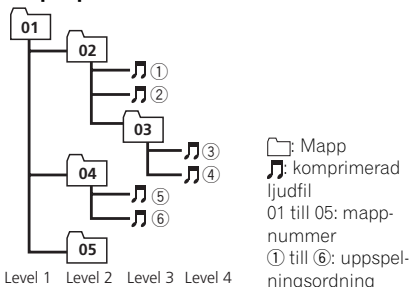 01
02
①
②
03
③
④
04
⑤
⑥
05
Level 1 Level 2 Level 3 Level 4
: Mapp
: komprimerad
ljudfil
01 till 05: mapp-
nummer
① till ⑥: uppspel-
ningsordning